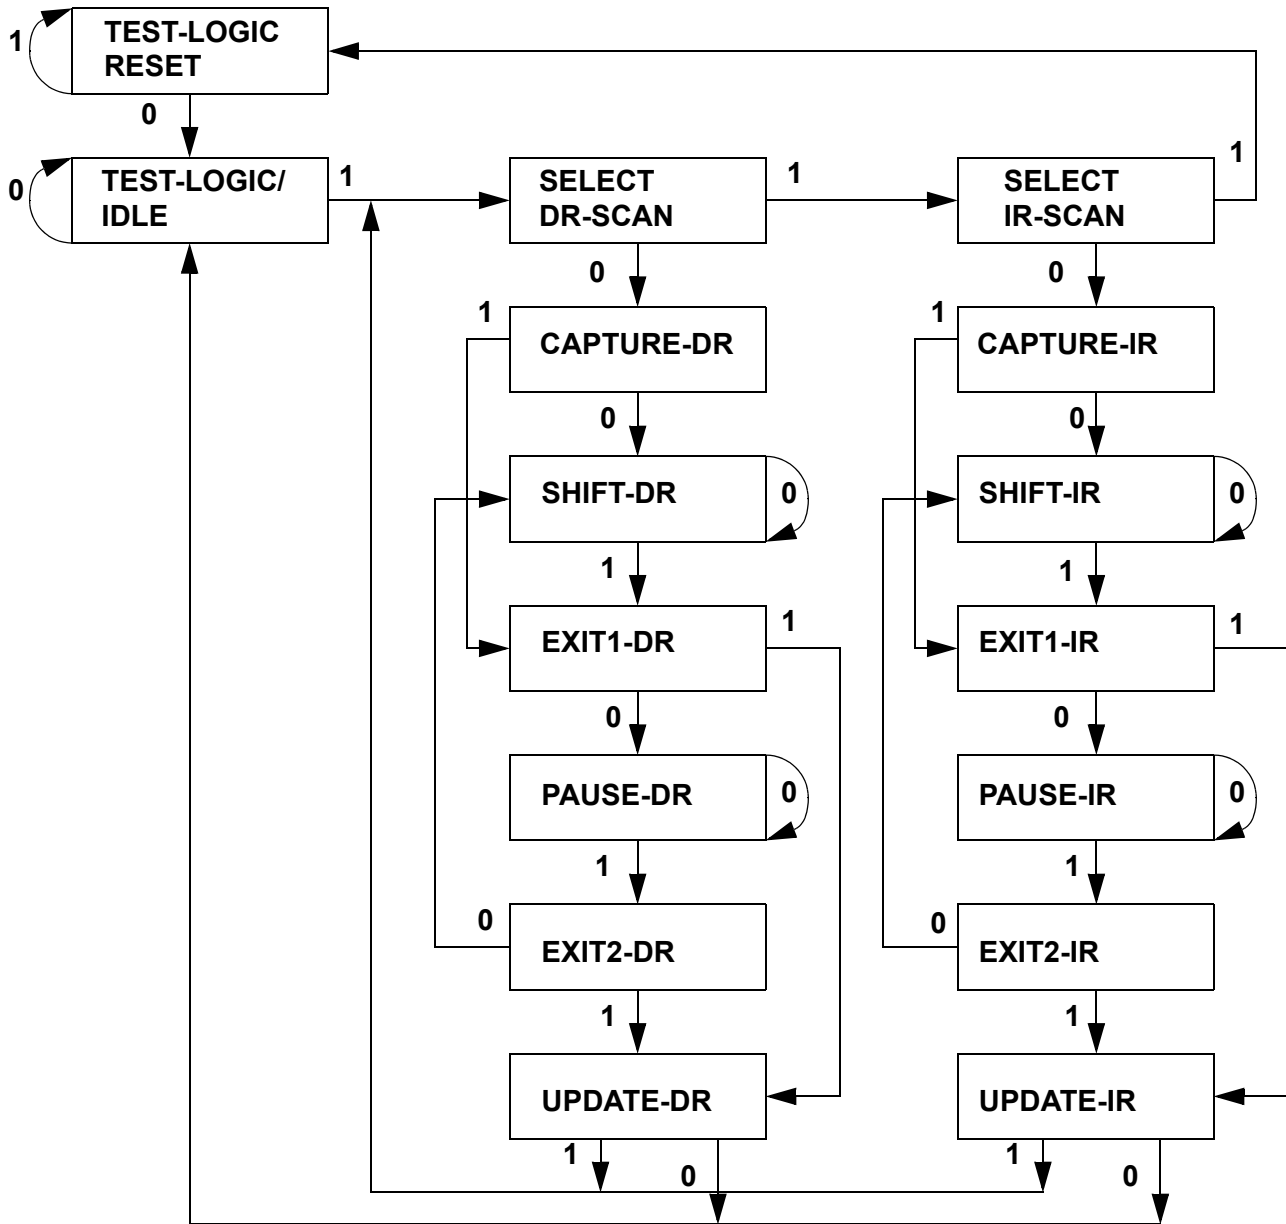 TEST-LOGIC
RESET
1
0
TEST-LOGIC/
IDLE
0
1
SELECT
DR-SCAN
1
SELECT
IR-SCAN
1
0
0
1
CAPTURE-DR
1
CAPTURE-IR
0
0
SHIFT-DR
0
SHIFT-IR
0
1
1
EXIT1-DR
1
EXIT1-IR
1
0
0
PAUSE-DR
0
PAUSE-IR
0
1
1
0
EXIT2-DR
0
EXIT2-IR
1
1
UPDATE-DR
UPDATE-IR
1
0
1
0